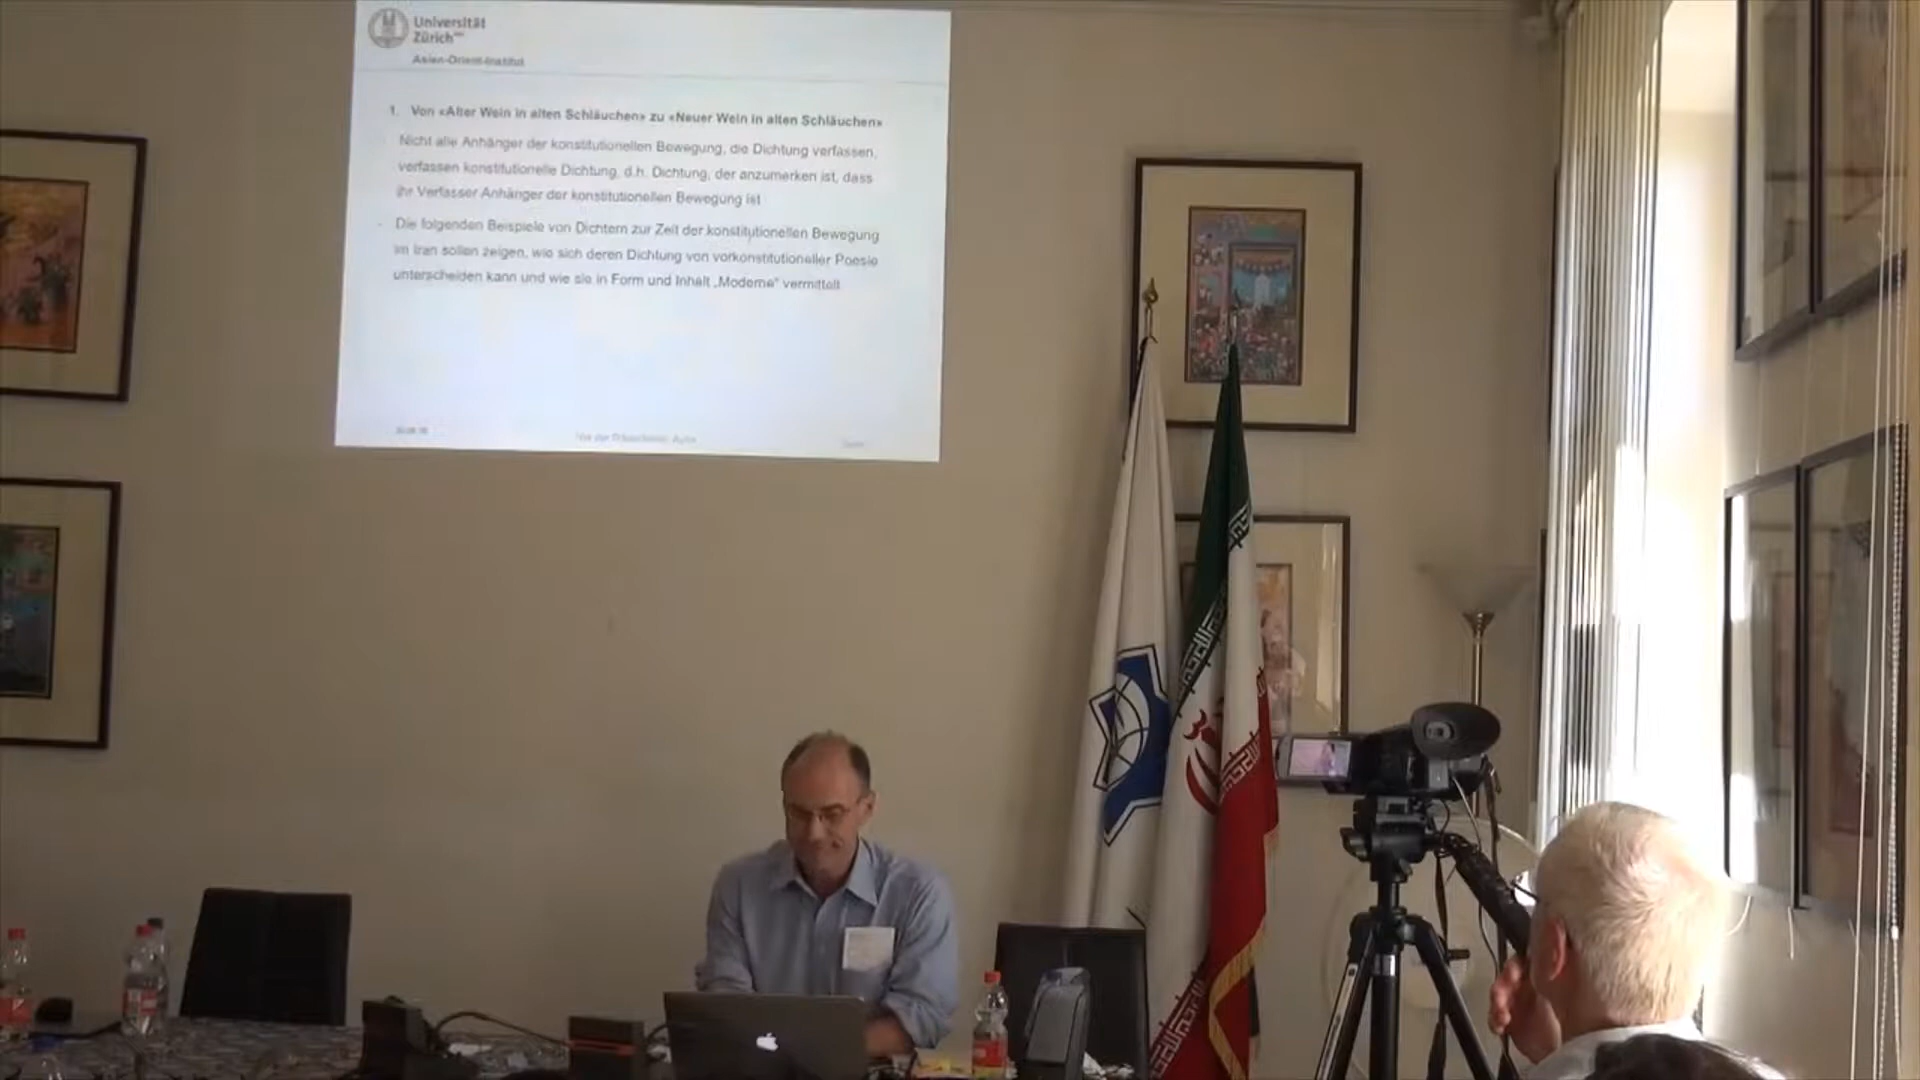 Universität
Zürich
Asien-Orient-Institut
1. Von «Alter Wein in alten Schläuchen» zu «Neuer Wein in alten Schläuchen»
Nicht alle Anhänger der konstitutionellen Bewegung, die Dichtung verfassen,
verfassen konstitutionelle Dichtung, d.h. Dichtung, der anzumerken ist, dass
ihr Verfasser Anhänger der konstitutionellen Bewegung ist
- Die folgenden Beispiele von Dichtern zur Zeit der konstitutionellen Bewegung
im Iran sollen zeigen, wie sich deren Dichtung von vorkonstitutioneller Poesie
unterscheiden kann und wie sie in Form und Inhalt „Moderne“ vermittelt